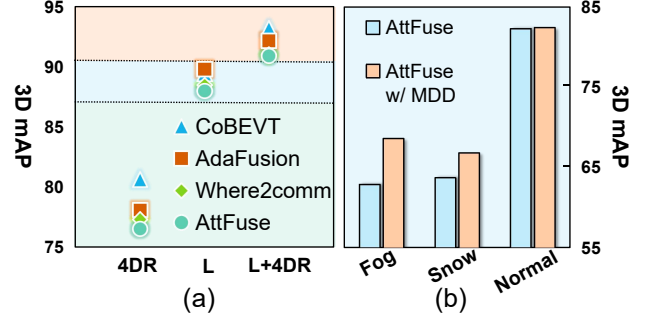 95
90
85
80
75
3D mAP
CoBEVT
AdaFusion
Where2comm
AttFuse
4DR
L
L+4DR
(a)
AttFuse
AttFuse
w/ MDD
85
75
65
55
3D mAP
Fog
Snow
Normal
(b)